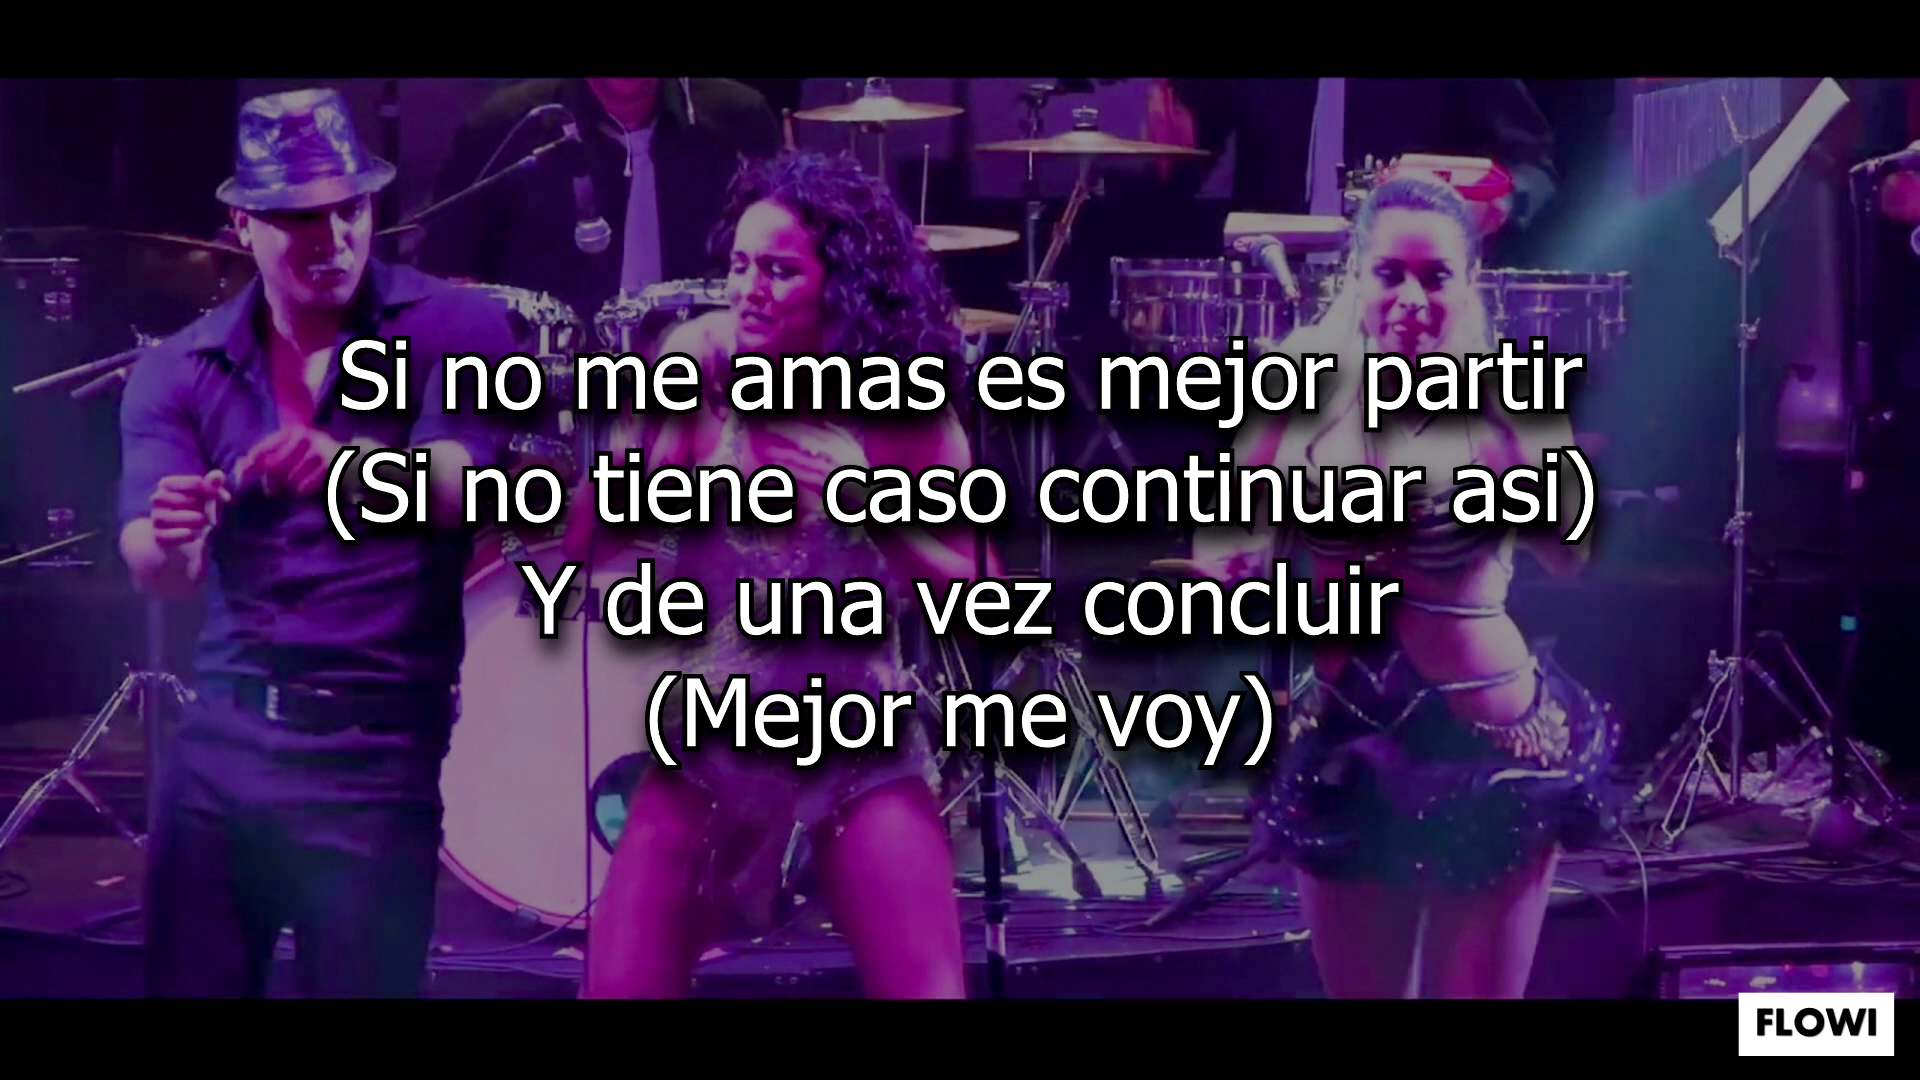 Si no me amas es mejor partir
(Si no tiene caso continuar asi)
Y de una vez concluir
(Mejor me voy)
FLOWI